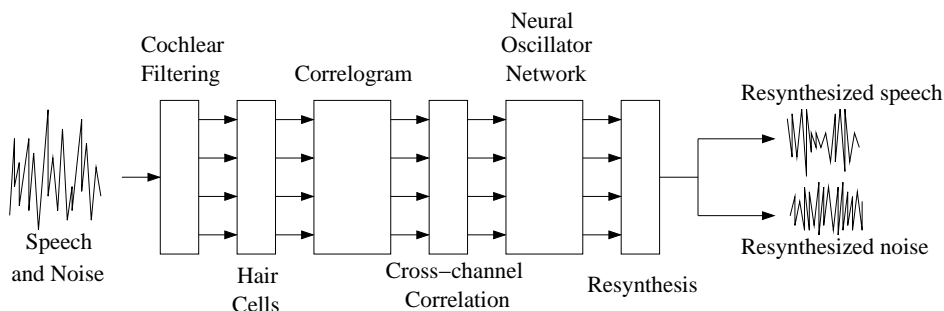 Speech
and Noise
Cochlear
Filtering
Hair
Cells
Correlogram
Cross−channel
Correlation
Neural
Oscillator
Network
Resynthesis
Resynthesized speech
Resynthesized noise